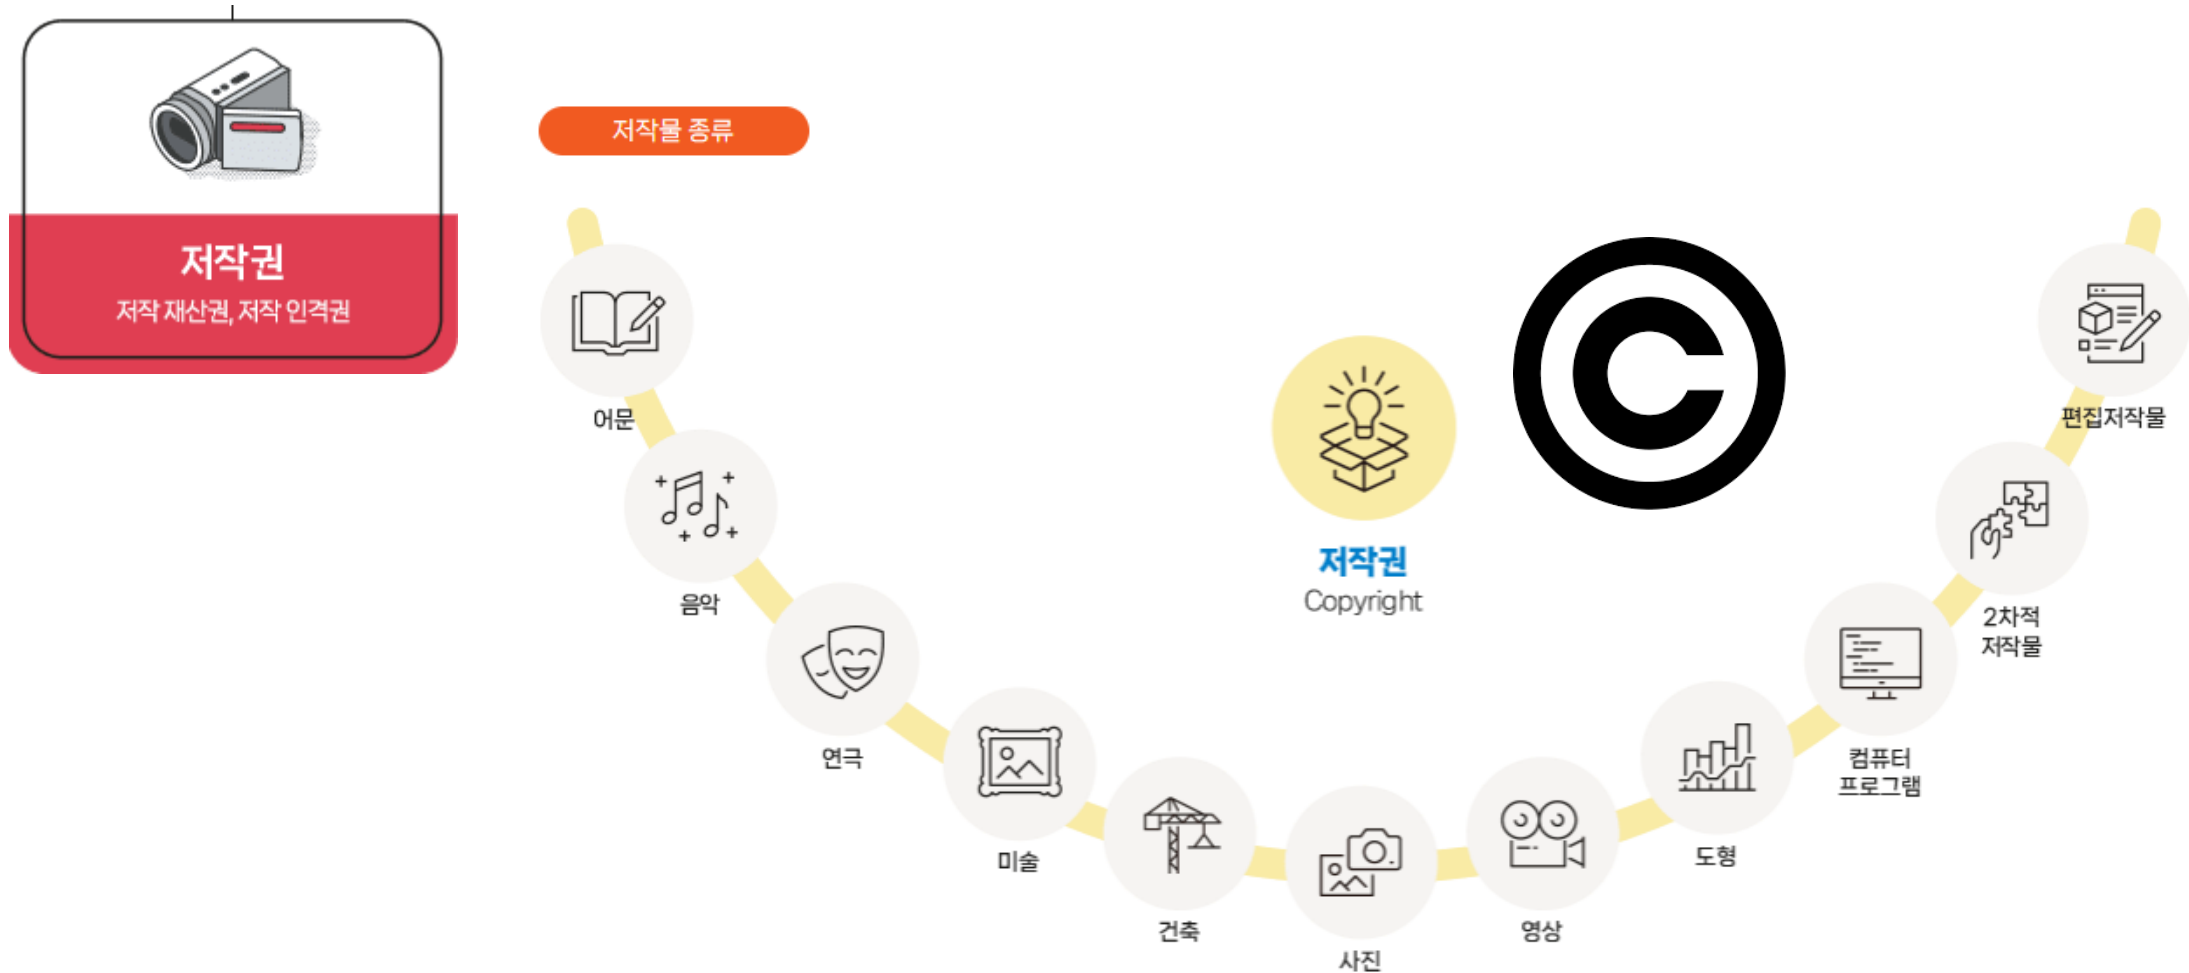 저작권
저작 재산권, 저작 인격권
저작물 종류
어문
음악
연극
미술
건축
사진
영상
도형
컴퓨터
프로그램
2차적
저작물
편집저작물
저작권
Copyright
©